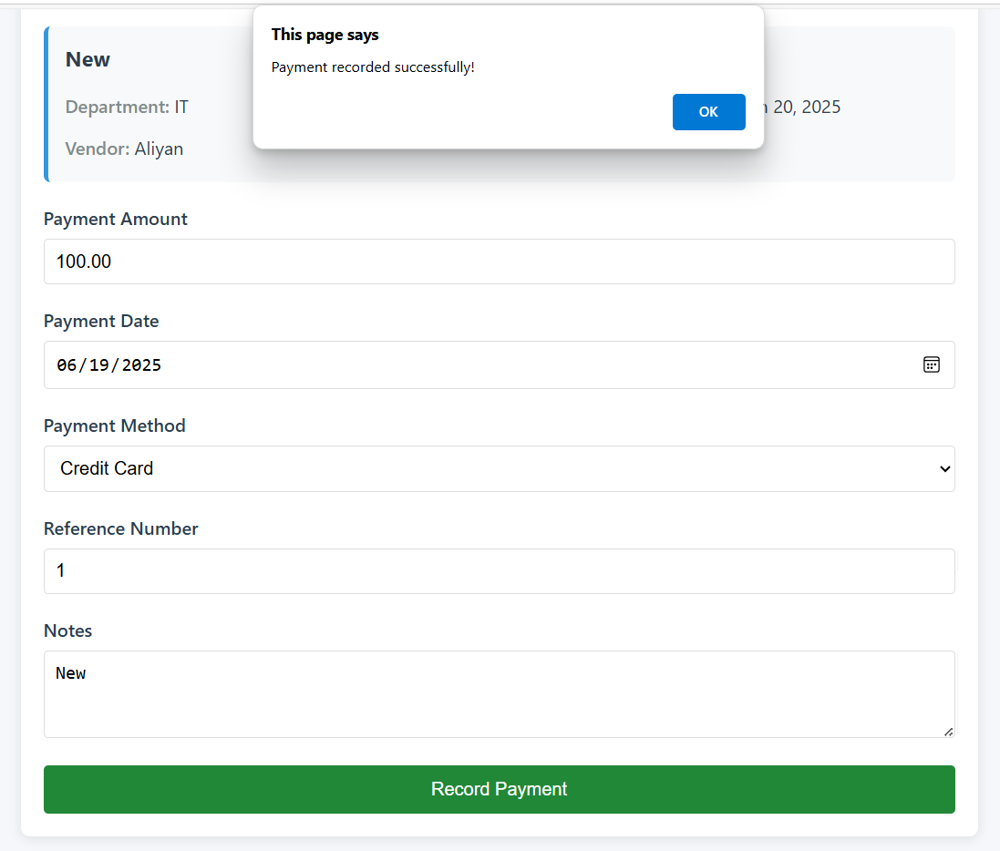 This page says
Payment recorded successfully!
OK
New
Department: IT
20, 2025
Vendor: Aliyan
Payment Amount
100.00
Payment Date
06/19/2025
Payment Method
Credit Card
Reference Number
1
Notes
New
Record Payment